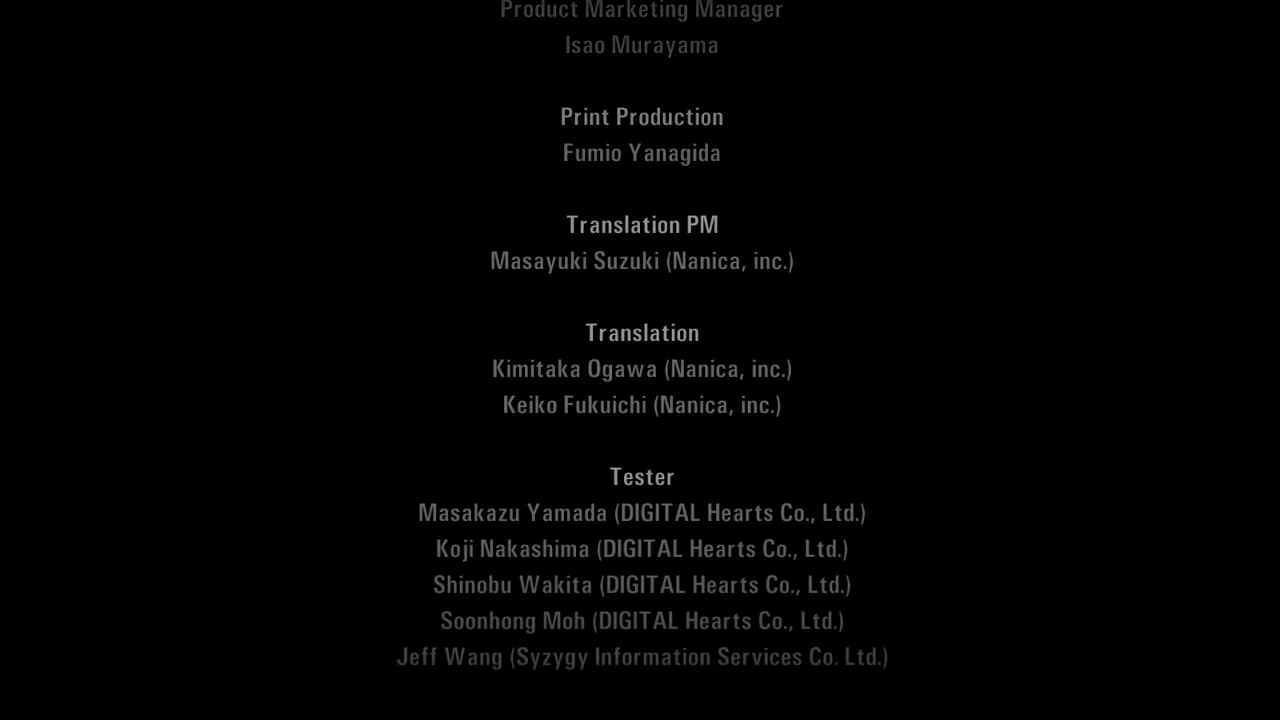 Product Marketing Manager
Isao Murayama
Print Production
Fumio Yanagida
Translation PM
Masayuki Suzuki (Nanica, inc.)
Translation
Kimitaka Ogawa (Nanica, inc.)
Keiko Fukuichi (Nanica, inc.)
Tester
Masakazu Yamada (DIGITAL Hearts Co., Ltd.)
Koji Nakashima (DIGITAL Hearts Co., Ltd.)
Shinobu Wakita (DIGITAL Hearts Co., Ltd.)
Soonhong Moh (DIGITAL Hearts Co., Ltd.)
Jeff Wang (Syzygy Information Services Co. Ltd.)